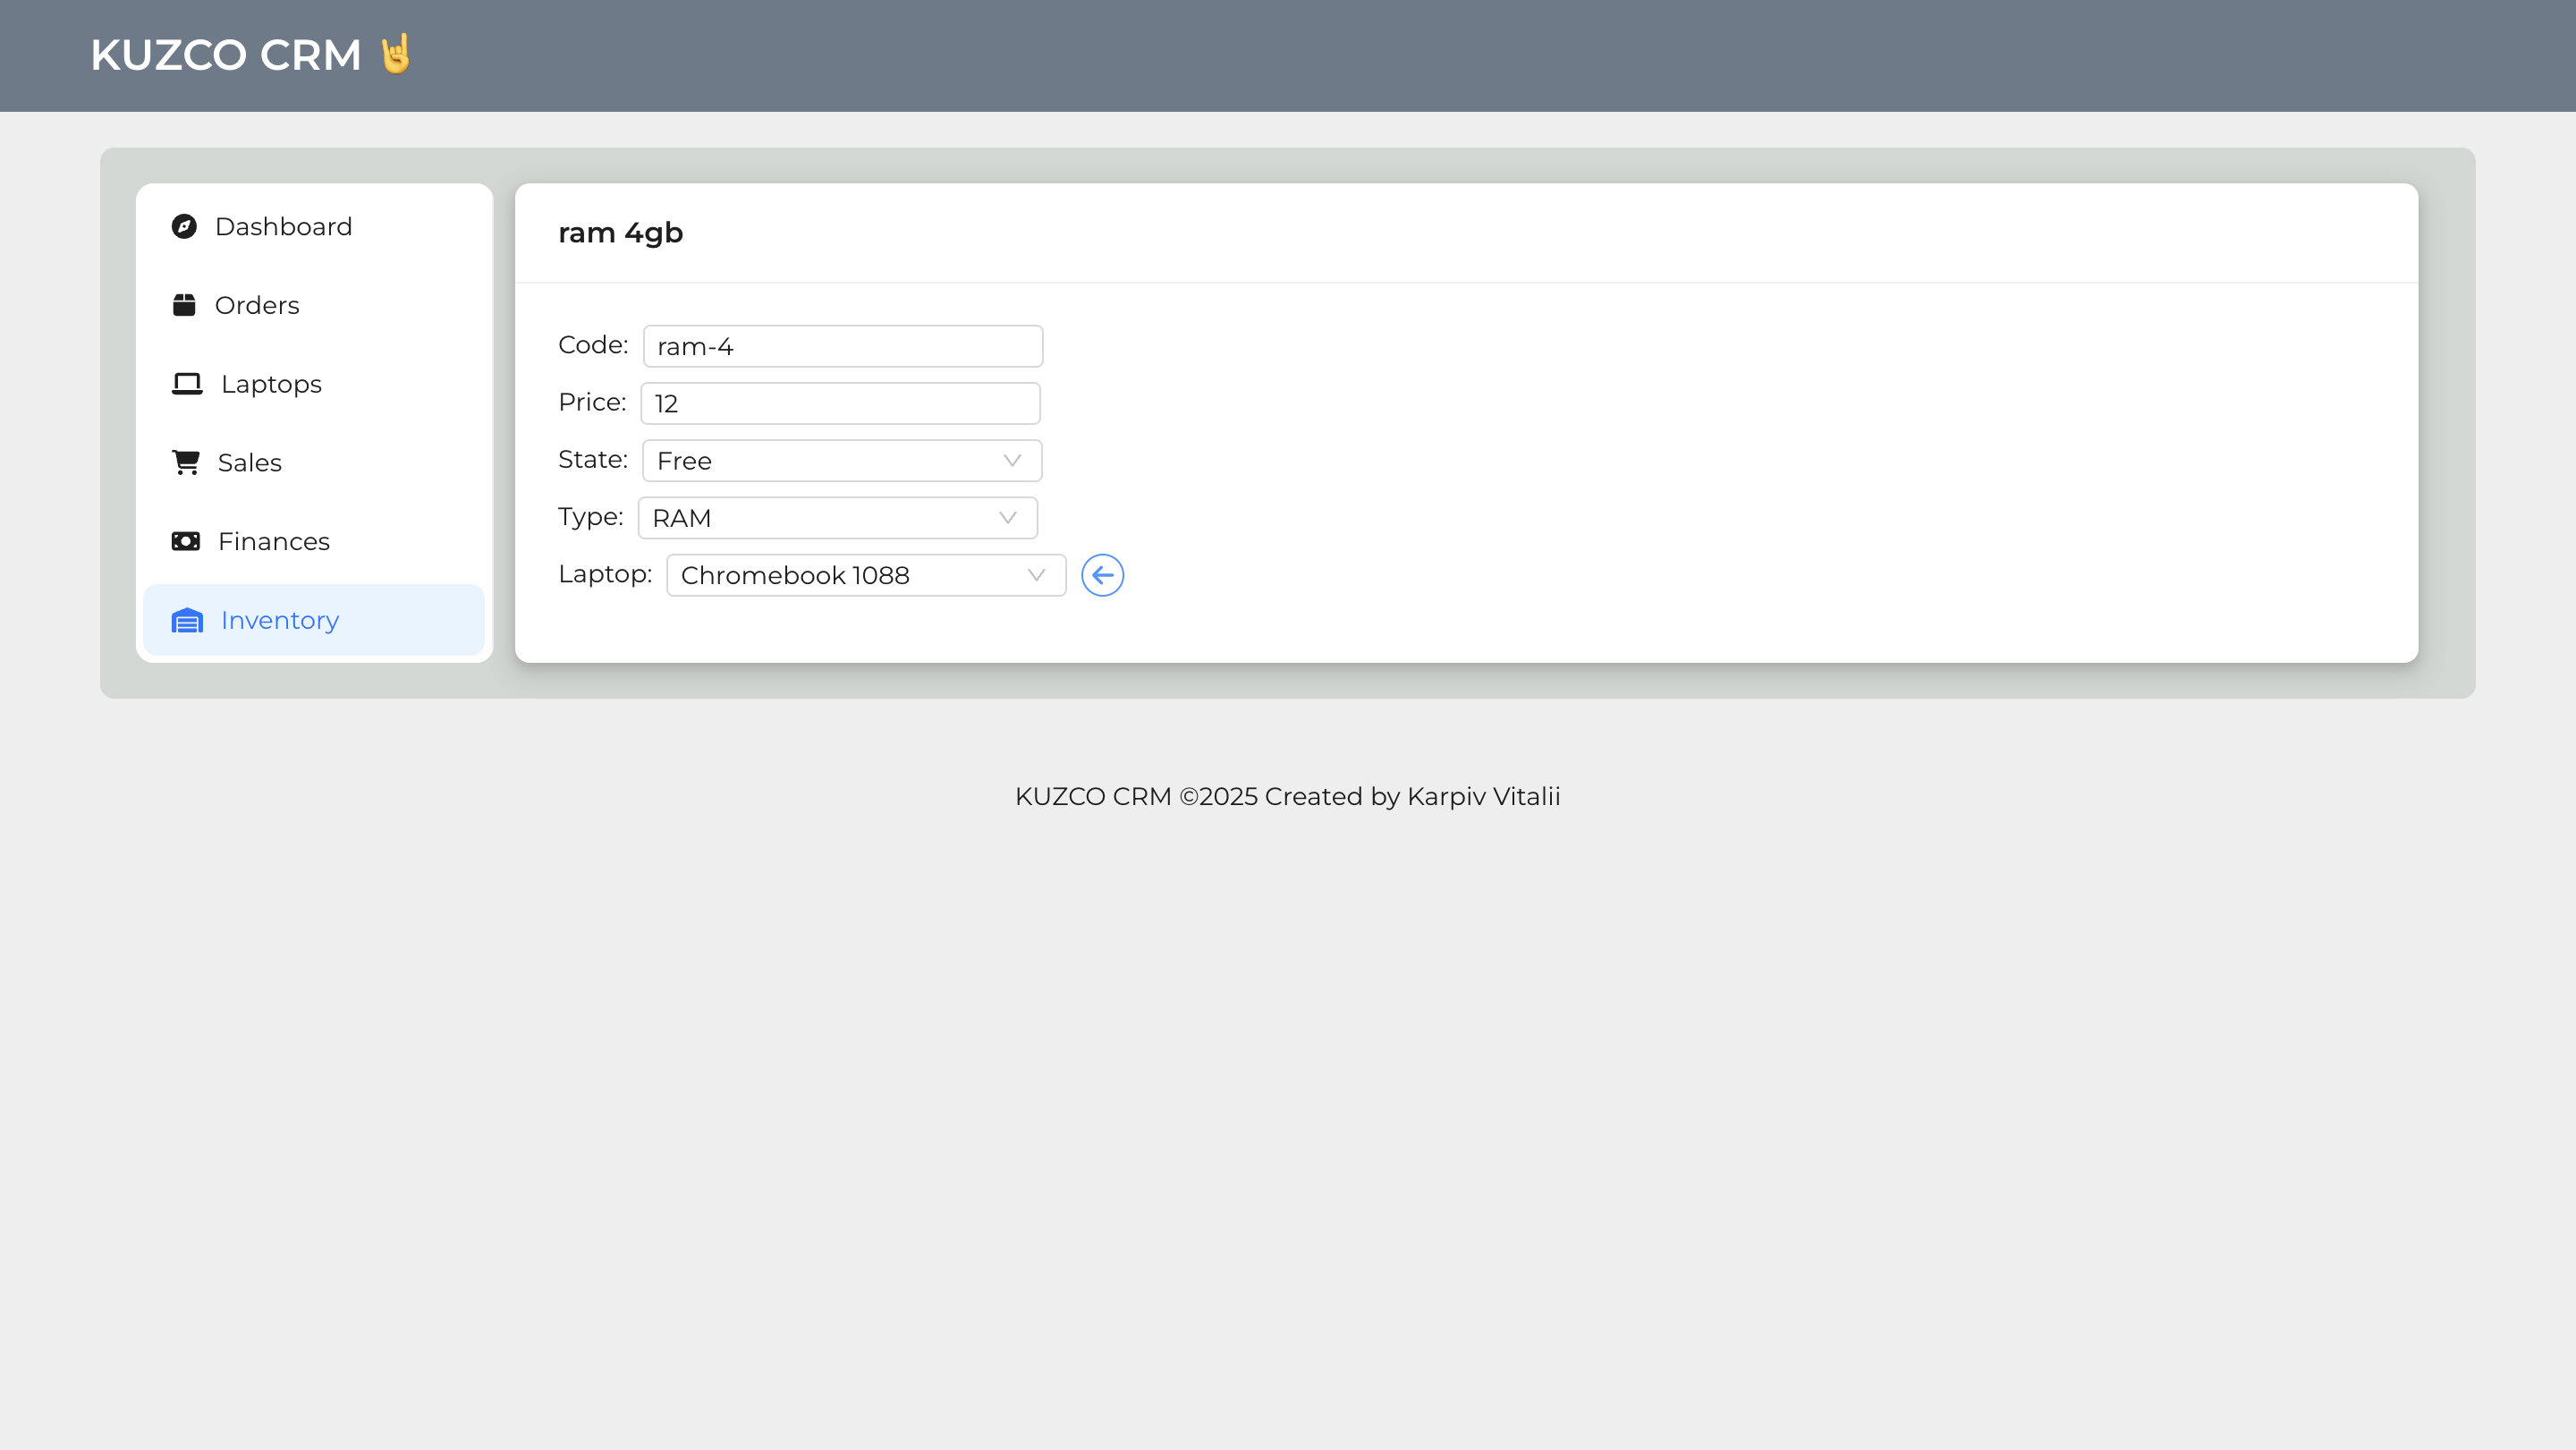 KUZCO CRM 🤘
Dashboard
Orders
Laptops
Sales
Finances
Inventory
ram 4gb
Code: ram-4
Price: 12
State: Free
Type: RAM
Laptop: Chromebook 1088
KUZCO CRM ©2025 Created by Karpiv Vitalii